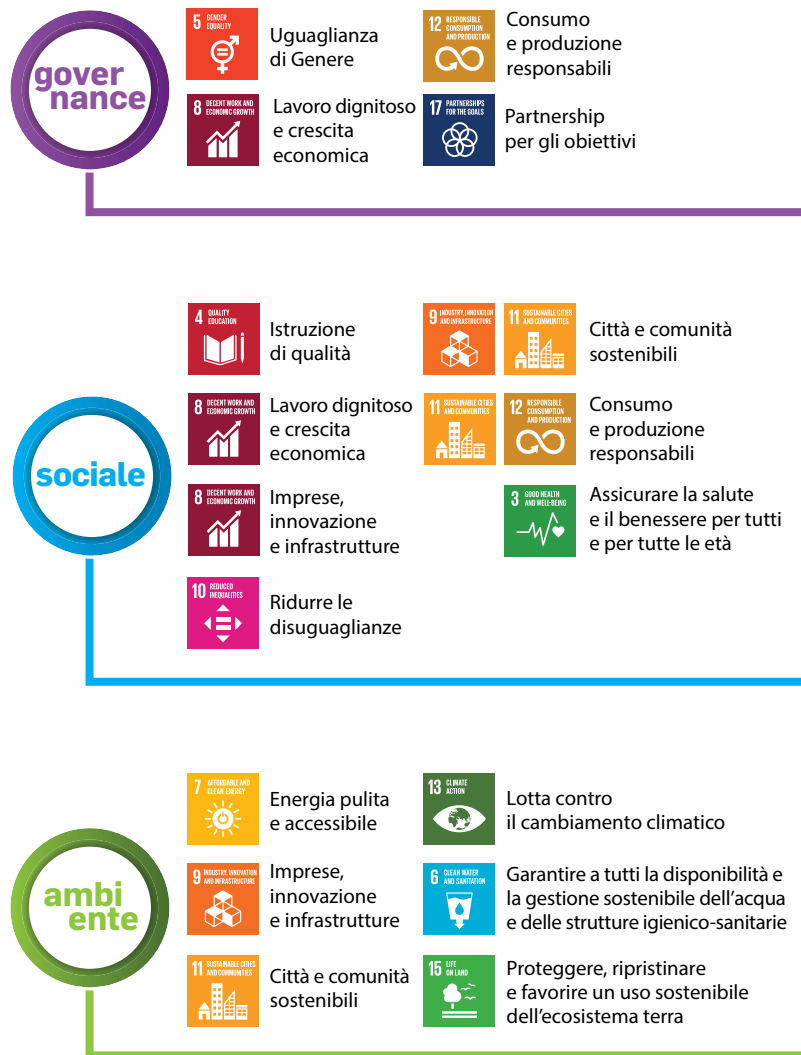 gover
nance
5 GENDER
EQUALITY
Uguaglianza
di Genere
12 RESPONSIBLE
CONSUMPTION
AND PRODUCTION
Consumo
e produzione
responsabili
8 DECENT WORK AND
ECONOMIC GROWTH
Lavoro dignitoso
e crescita
economica
17 PARTNERSHIPS
FOR THE GOALS
Partnership
per gli obiettivi
sociale
4 QUALITY
EDUCATION
Istruzione
di qualità
9 INDUSTRY, INNOVATION
AND INFRASTRUCTURE
11 SUSTAINABLE CITIES
AND COMMUNITIES
Città e comunità
sostenibili
8 DECENT WORK AND
ECONOMIC GROWTH
Lavoro dignitoso
e crescita
economica
11 SUSTAINABLE CITIES
AND COMMUNITIES
12 RESPONSIBLE
CONSUMPTION
AND PRODUCTION
Consumo
e produzione
responsabili
8 DECENT WORK AND
ECONOMIC GROWTH
Imprese,
innovazione
e infrastrutture
3 GOOD HEALTH
AND WELL-BEING
Assicurare la salute
e il benessere per tutti
e per tutte le età
10 REDUCED
INEQUALITIES
Ridurre le
disuguaglianze
ambi
ente
7 AFFORDABLE AND
CLEAN ENERGY
Energia pulita
e accessibile
13 CLIMATE
ACTION
Lotta contro
il cambiamento climatico
9 INDUSTRY, INNOVATION
AND INFRASTRUCTURE
Imprese,
innovazione
e infrastrutture
6 CLEAN WATER
AND SANITATION
Garantire a tutti la disponibilità e
la gestione sostenibile dell'acqua
e delle strutture igienico-sanitarie
11 SUSTAINABLE CITIES
AND COMMUNITIES
Città e comunità
sostenibili
15 LIFE
ON LAND
Proteggere, ripristinare
e favorire un uso sostenibile
dell'ecosistema terra